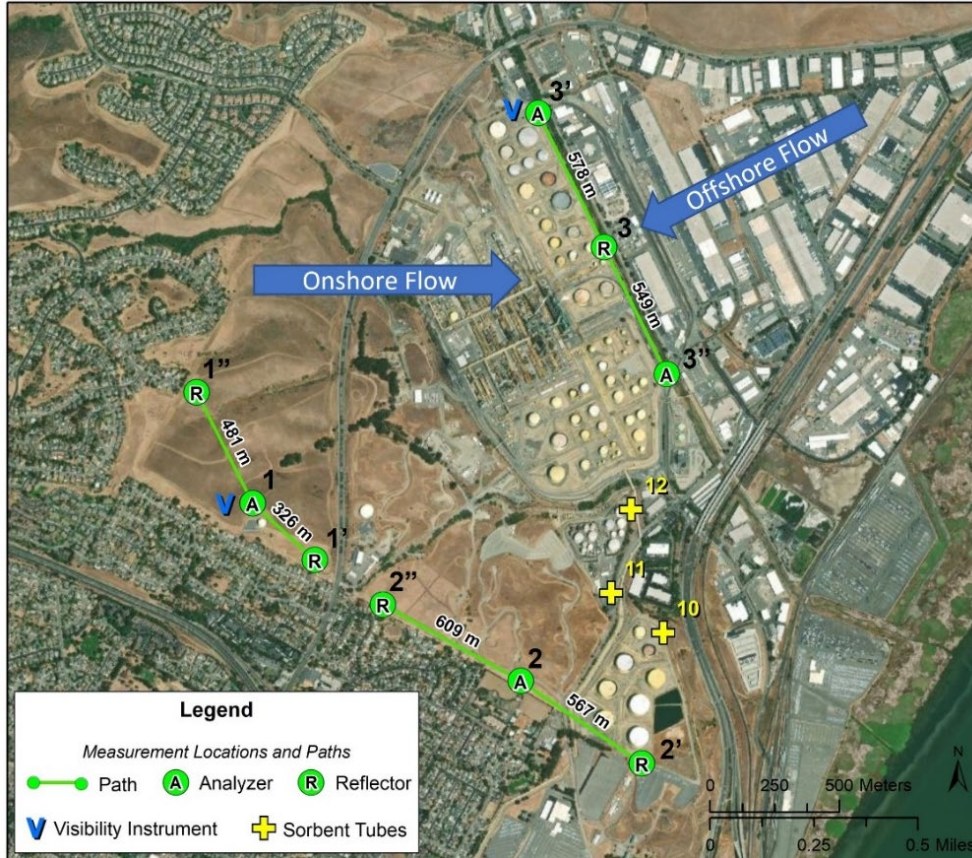 3’
V
A
578 m
Offshore Flow
3
R
Onshore Flow
549 m
3”
A
1”
R
481 m
1
V
A
326 m
1’
R
12
11
10
2”
R
609 m
2
A
567 m
2’
R
N
0 250 500 Meters
0 0.5 Miles
Legend
Measurement Locations and Paths
Path A Analyzer R Reflector
V Visibility Instrument Sorbent Tubes